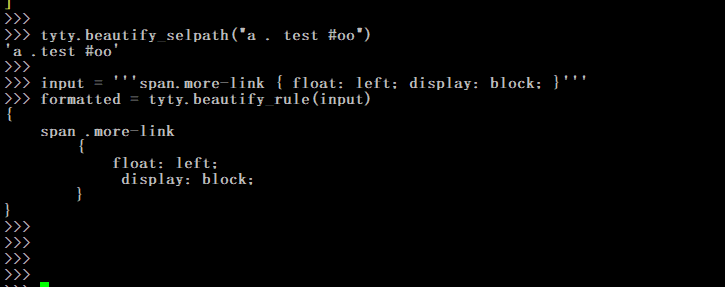 ]
>>>
>>> tyty.beautify_selpath("a . test #oo")
'a .test #oo'
>>>
>>> input = '''span.more-link { float: left; display: block; }'''
>>> formatted = tyty.beautify_rule(input)
{
    span .more-link
        {
            float: left;
             display: block;
        }
}
>>>
>>>
>>>
>>>
>>>